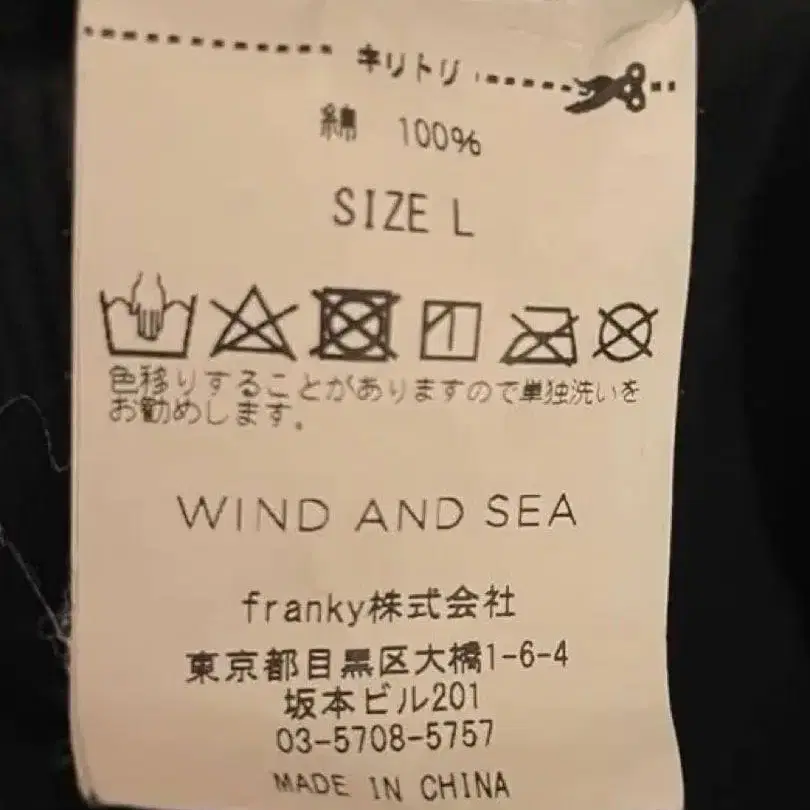 キリトリ
綿 100%
SIZE L
色移りすることがありますので単独洗いを
お勧めします。
WIND AND SEA
franky株式会社
東京都目黒区大橋1-6-4
坂本ビル201
03-5708-5757
MADE IN CHINA